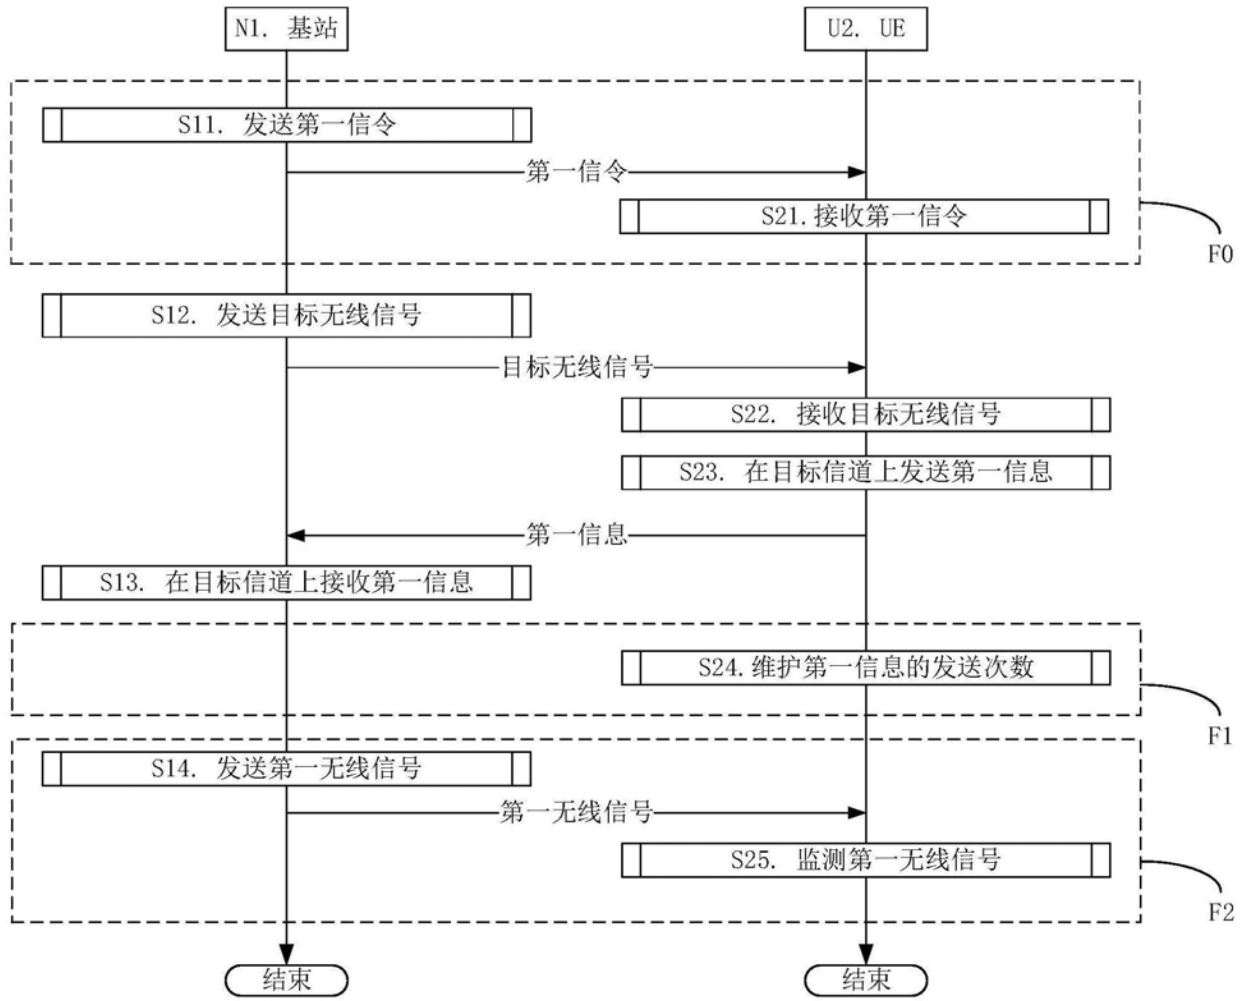 N1. 基站
U2. UE
S11. 发送第一信令
第一信令
S21.接收第一信令
F0
S12. 发送目标无线信号
目标无线信号
S22. 接收目标无线信号
S23. 在目标信道上发送第一信息
第一信息
S13. 在目标信道上接收第一信息
S24.维护第一信息的发送次数
F1
S14. 发送第一无线信号
第一无线信号
S25. 监测第一无线信号
F2
结束
结束